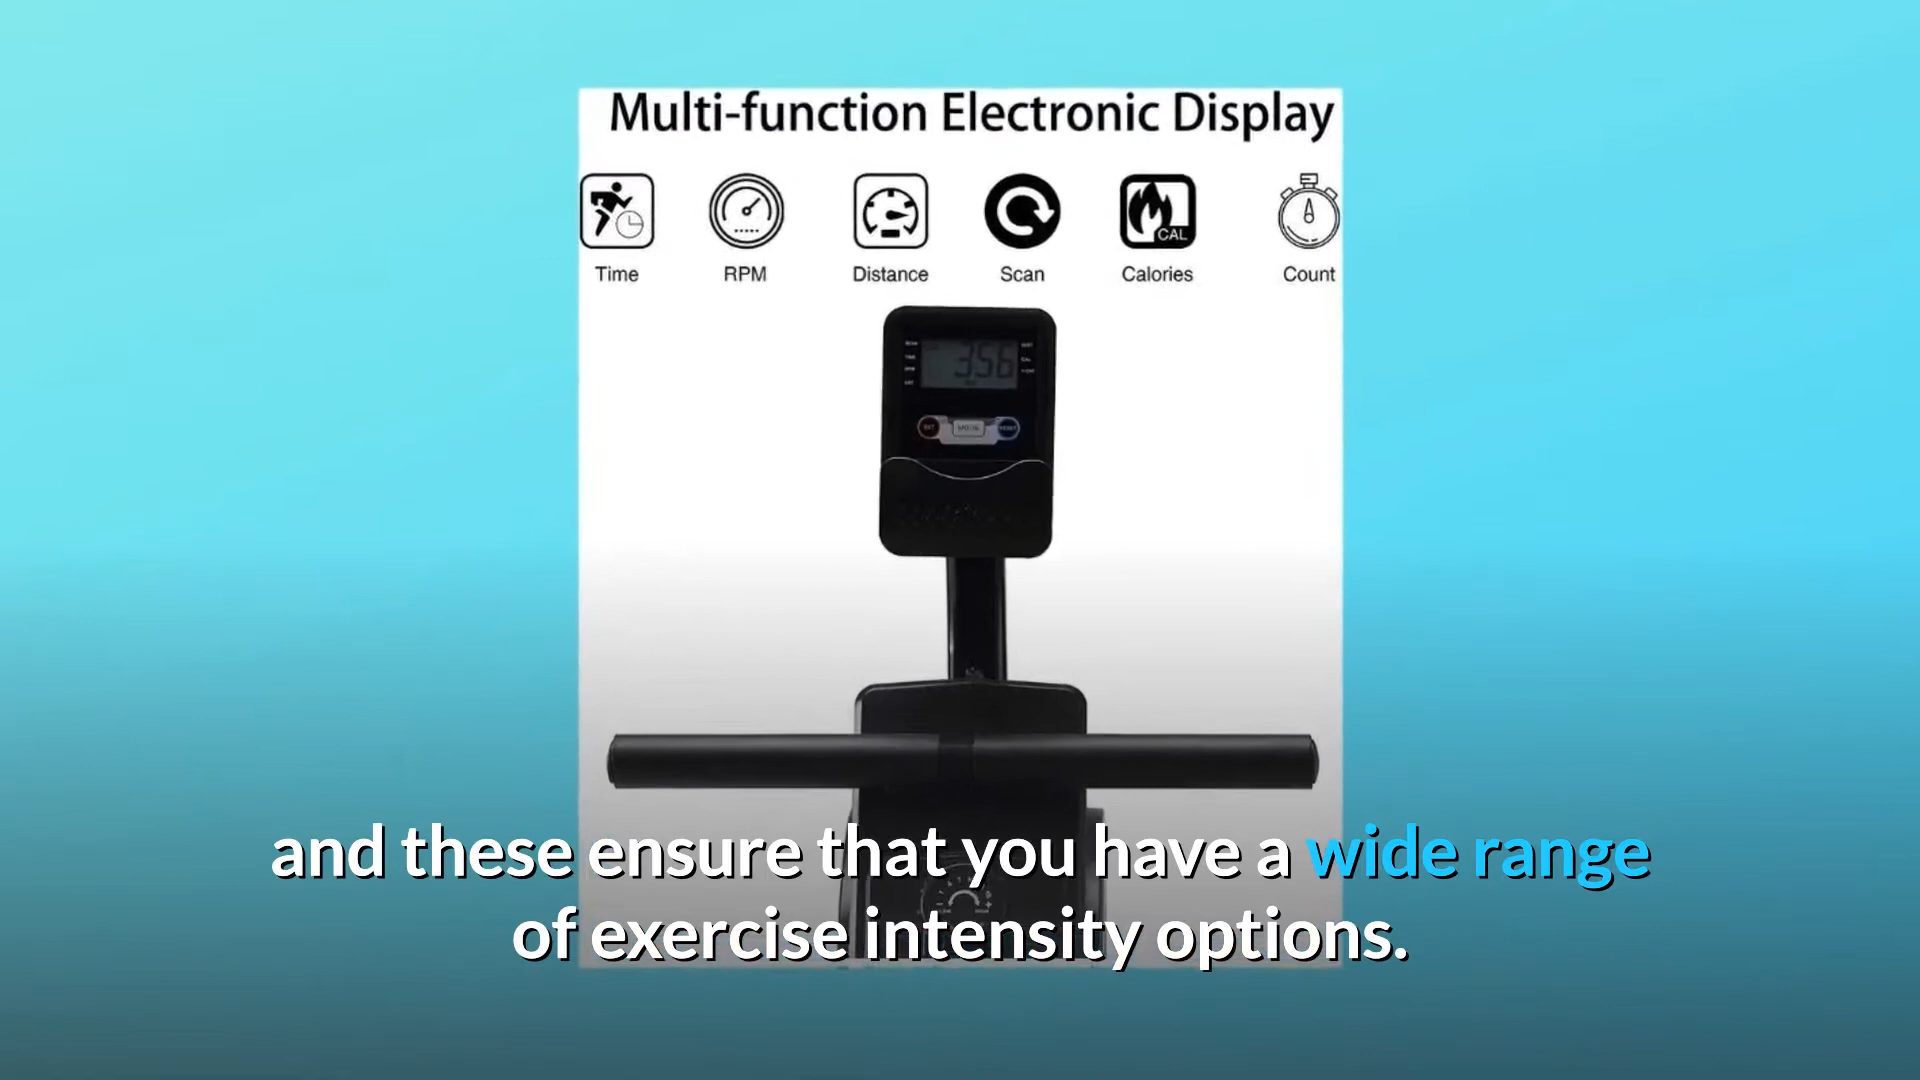 Multi-function Electronic Display
CAL
Time RPM Distance Scan Calories Count
356
and these ensure that you have a wide range
of exercise intensity options.